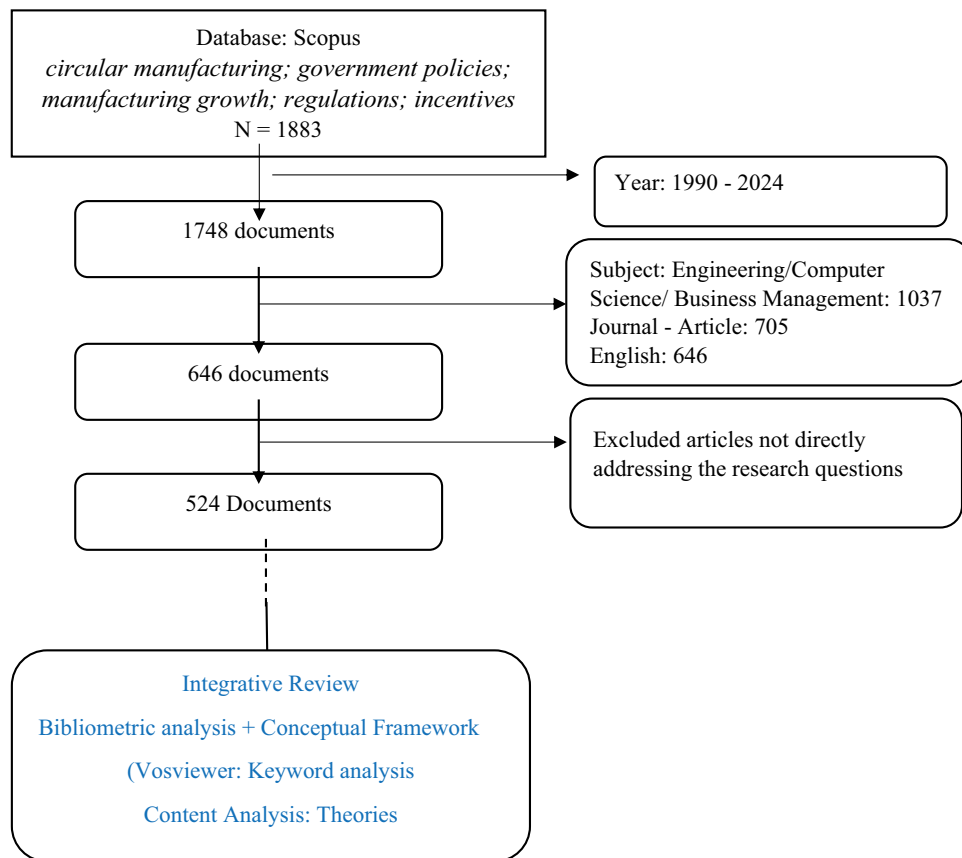 Database: Scopus
circular manufacturing; government policies;
manufacturing growth; regulations; incentives
N = 1883
Year: 1990 - 2024
1748 documents
Subject: Engineering/Computer
Science/ Business Management: 1037
Journal - Article: 705
English: 646
646 documents
Excluded articles not directly
addressing the research questions
524 Documents
Integrative Review
Bibliometric analysis + Conceptual Framework
(Vosviewer: Keyword analysis
Content Analysis: Theories